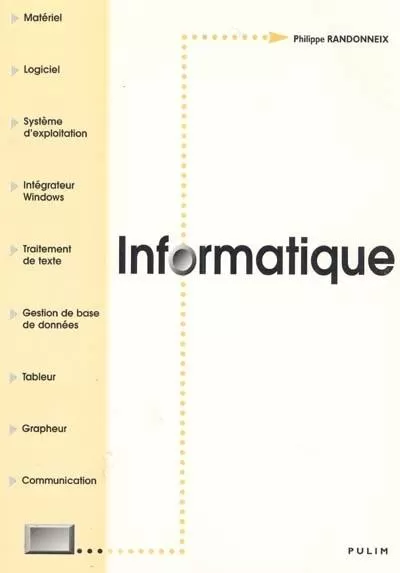 Matériel
Philippe RANDONNEIX
Logiciel
Système
d'exploitation
Intégrateur
Windows
Traitement
de texte
Informatique
Gestion de base
de données
Tableur
Grapheur
Communication
PULIM